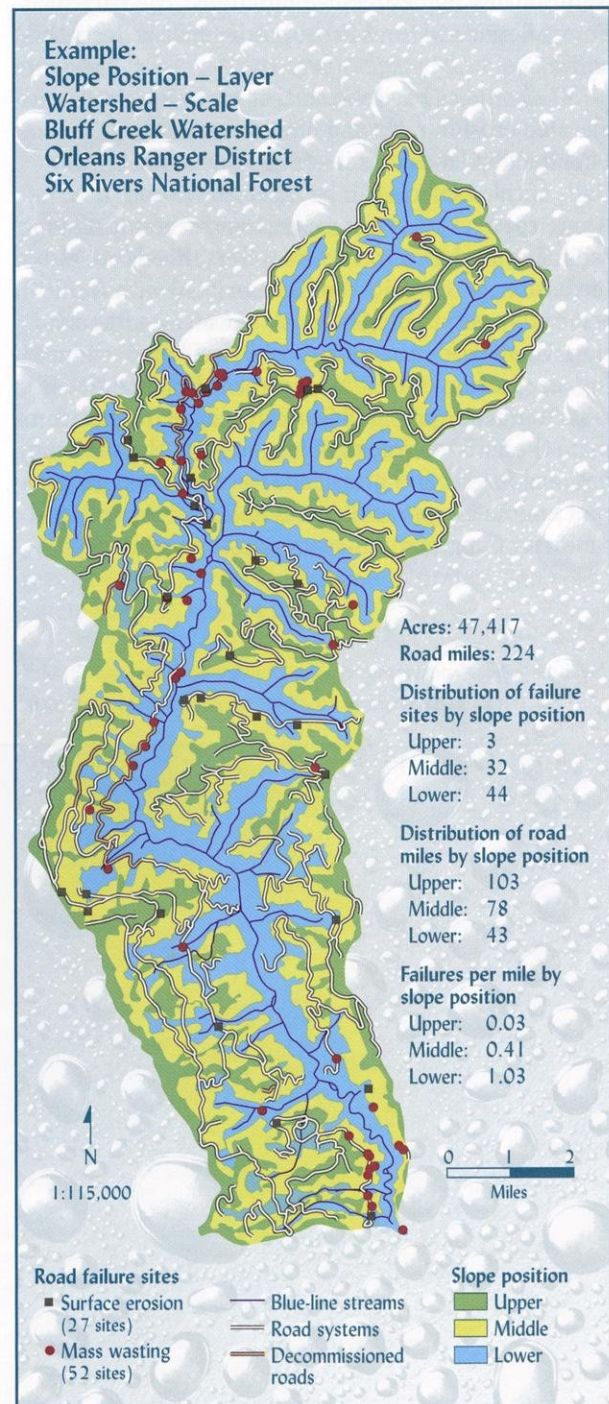 Example:
Slope Position – Layer
Watershed – Scale
Bluff Creek Watershed
Orleans Ranger District
Six Rivers National Forest
Acres: 47,417
Road miles: 224
Distribution of failure
sites by slope position
Upper: 3
Middle: 32
Lower: 44
Distribution of road
miles by slope position
Upper: 103
Middle: 78
Lower: 43
Failures per mile by
slope position
Upper: 0.03
Middle: 0.41
Lower: 1.03
N
1:115,000
0 1 2
Miles
Road failure sites
Surface erosion
(27 sites)
Mass wasting
(52 sites)
Blue-line streams
Road systems
Decommissioned
roads
Slope position
Upper
Middle
Lower